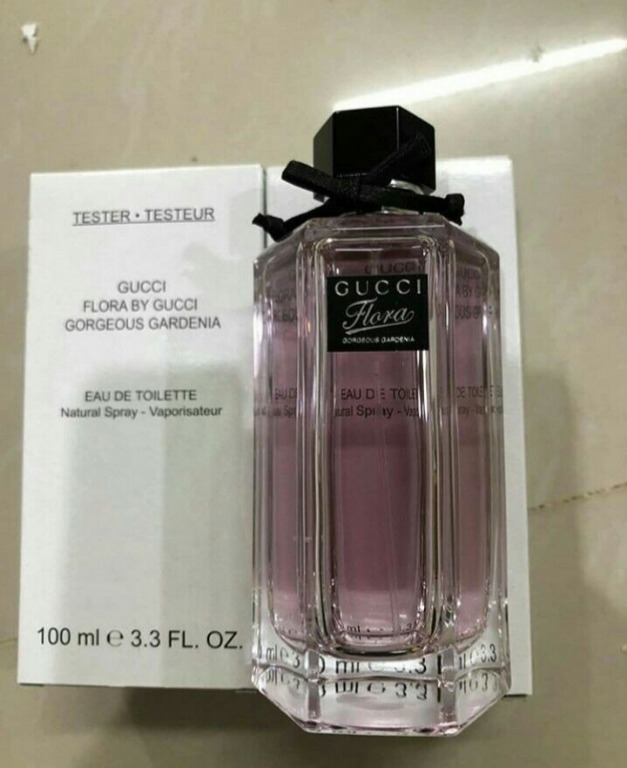 TESTER • TESTEUR
GUCCI
FLORA BY GUCCI
GORGEOUS GARDENIA
EAU DE TOILETTE
Natural Spray - Vaporisateur
100 ml ℮ 3.3 FL. OZ.
GUCCI
Flora
GORGEOUS GARDENIA